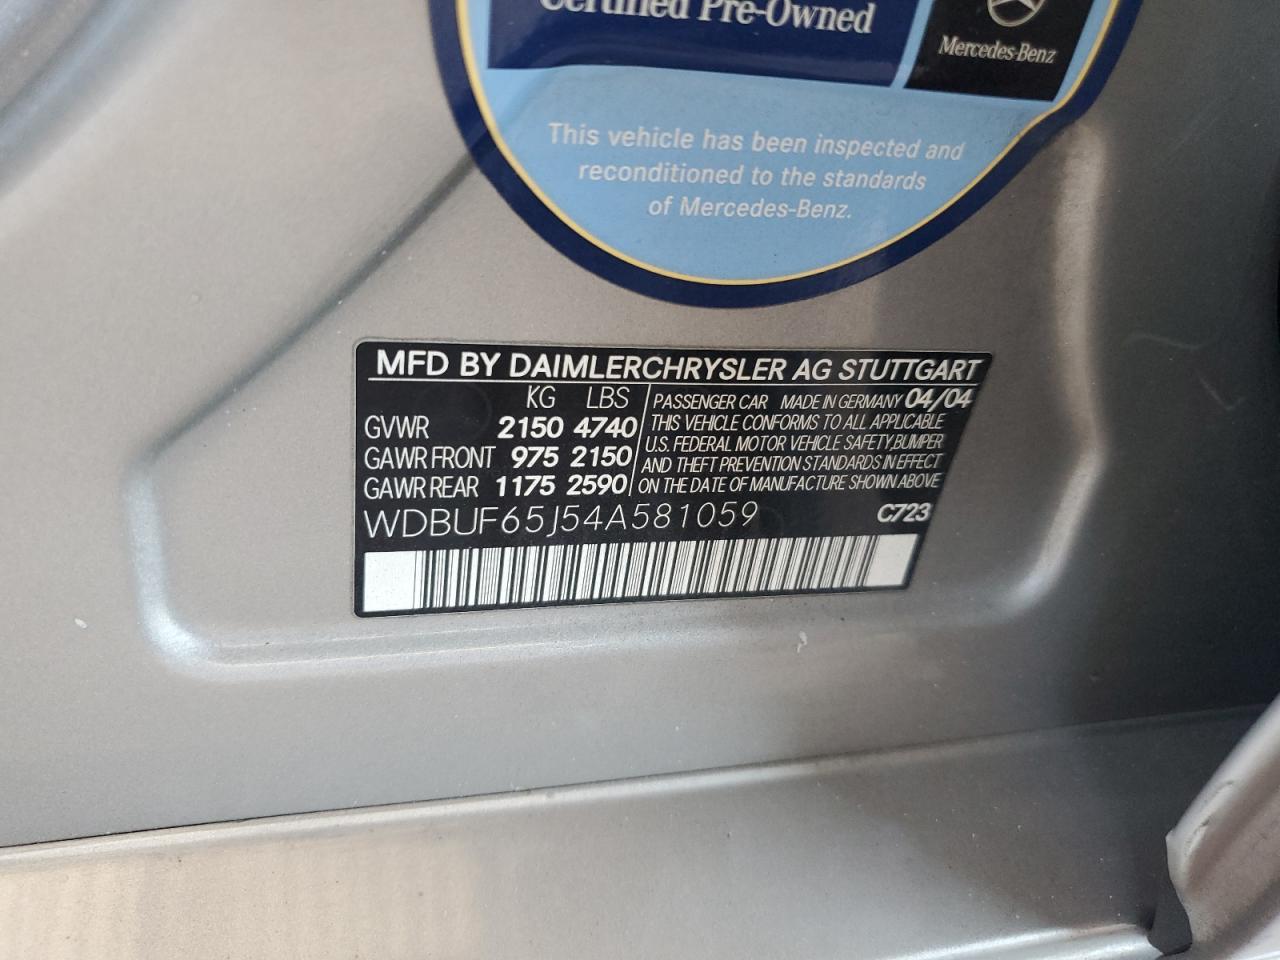 Certified Pre-Owned
Mercedes-Benz
This vehicle has been inspected and
reconditioned to the standards
of Mercedes-Benz.
MFD BY DAIMLERCHRYSLER AG STUTTGART
KG LBS
GVWR 2150 4740
GAWR FRONT 975 2150
GAWR REAR 1175 2590
PASSENGER CAR MADE IN GERMANY 04/04
THIS VEHICLE CONFORMS TO ALL APPLICABLE
U.S. FEDERAL MOTOR VEHICLE SAFETY,BUMPER
AND THEFT PREVENTION STANDARDS IN EFFECT
ON THE DATE OF MANUFACTURE SHOWN ABOVE
WDBUF65J54A581059 C723